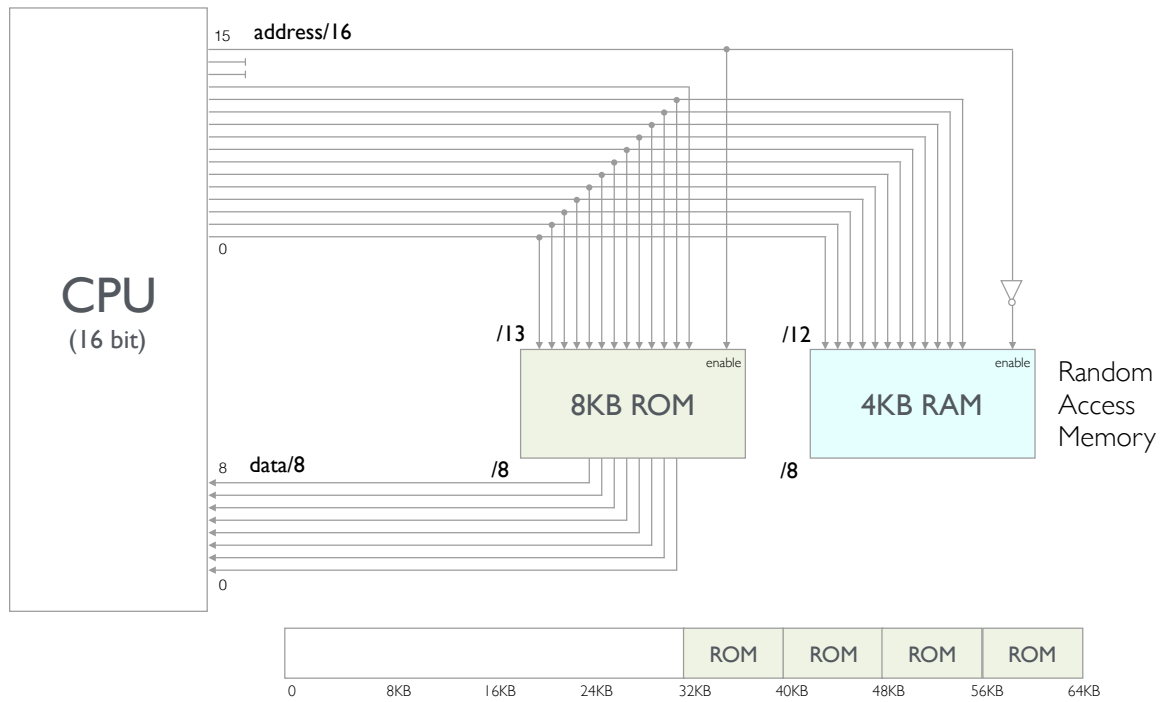 15 address/16
0
CPU
(16 bit)
/13
/12
enable
enable
8KB ROM
4KB RAM
Random
Access
Memory
8 data/8
/8
/8
0
ROM ROM ROM ROM
0 8KB 16KB 24KB 32KB 40KB 48KB 56KB 64KB